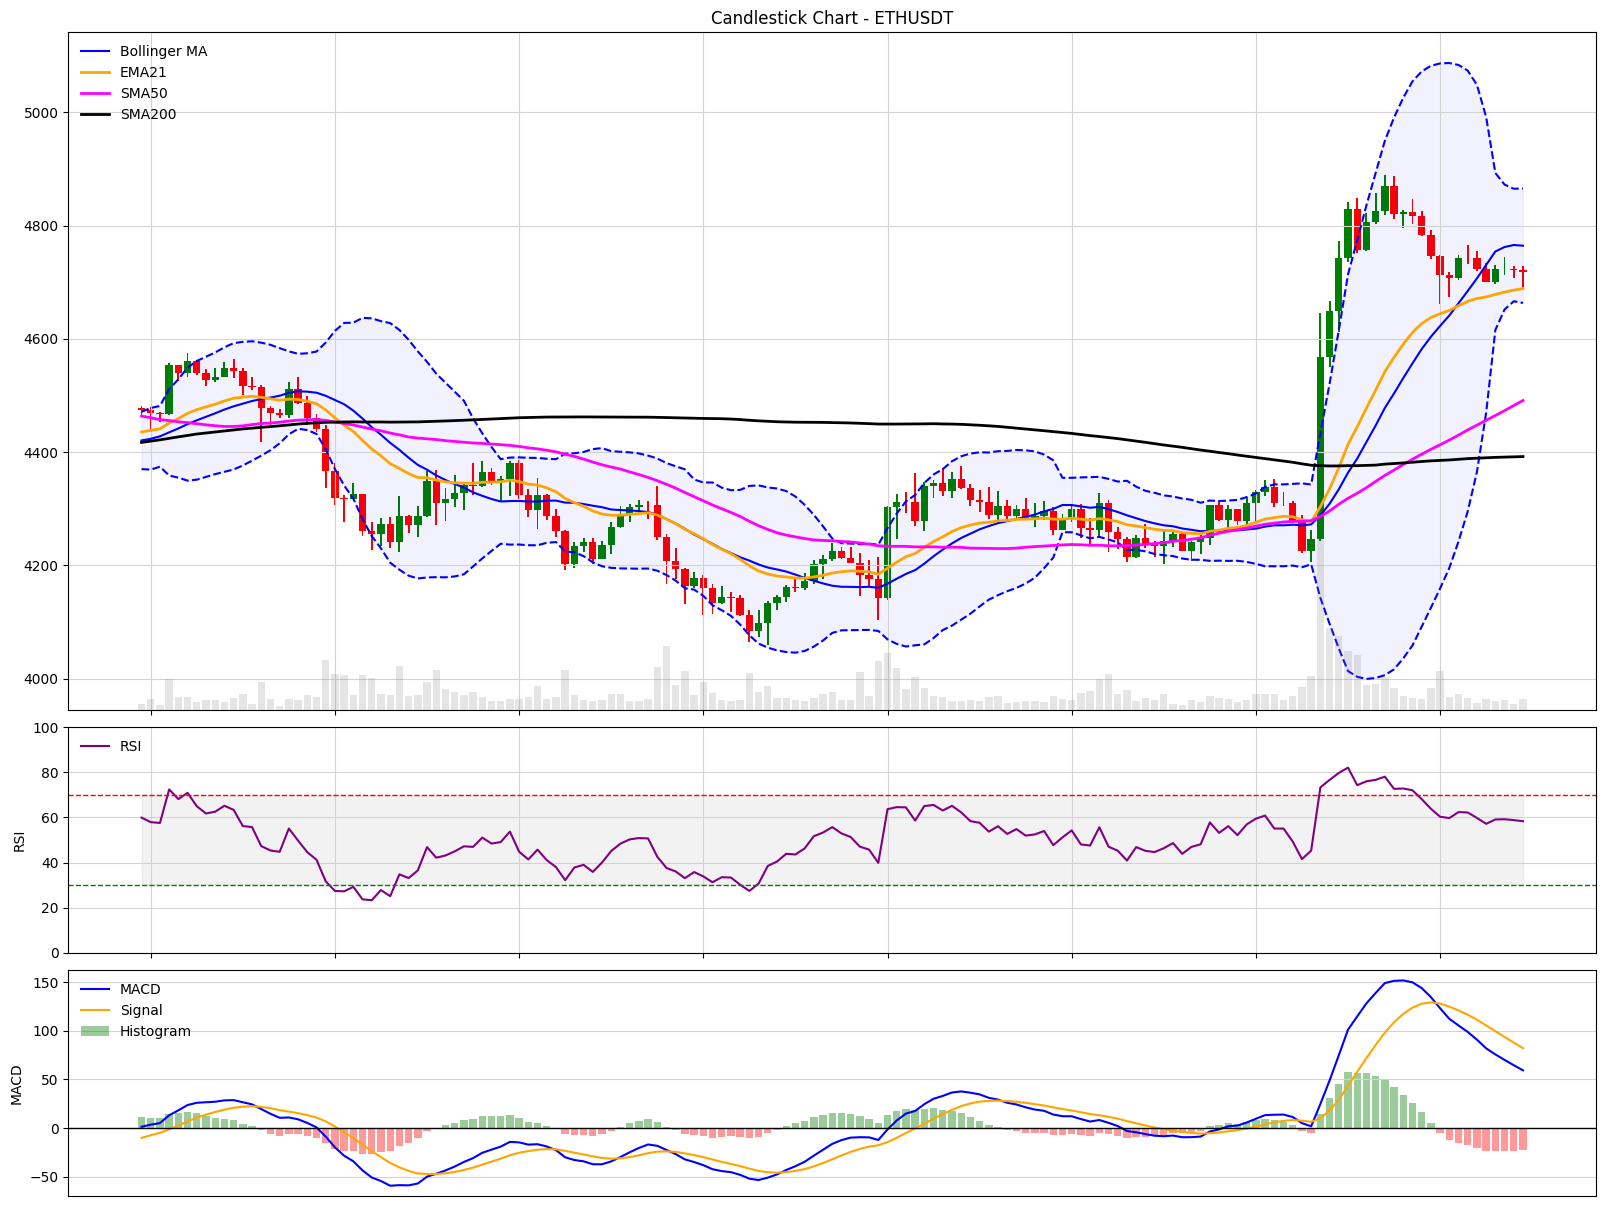 Candlestick Chart - ETHUSDT
Bollinger MA
EMA21
SMA50
SMA200
5000
4800
4600
4400
4200
4000
100
80
60
40
20
0
RSI
RSI
150
100
50
0
−50
MACD
MACD
Signal
Histogram